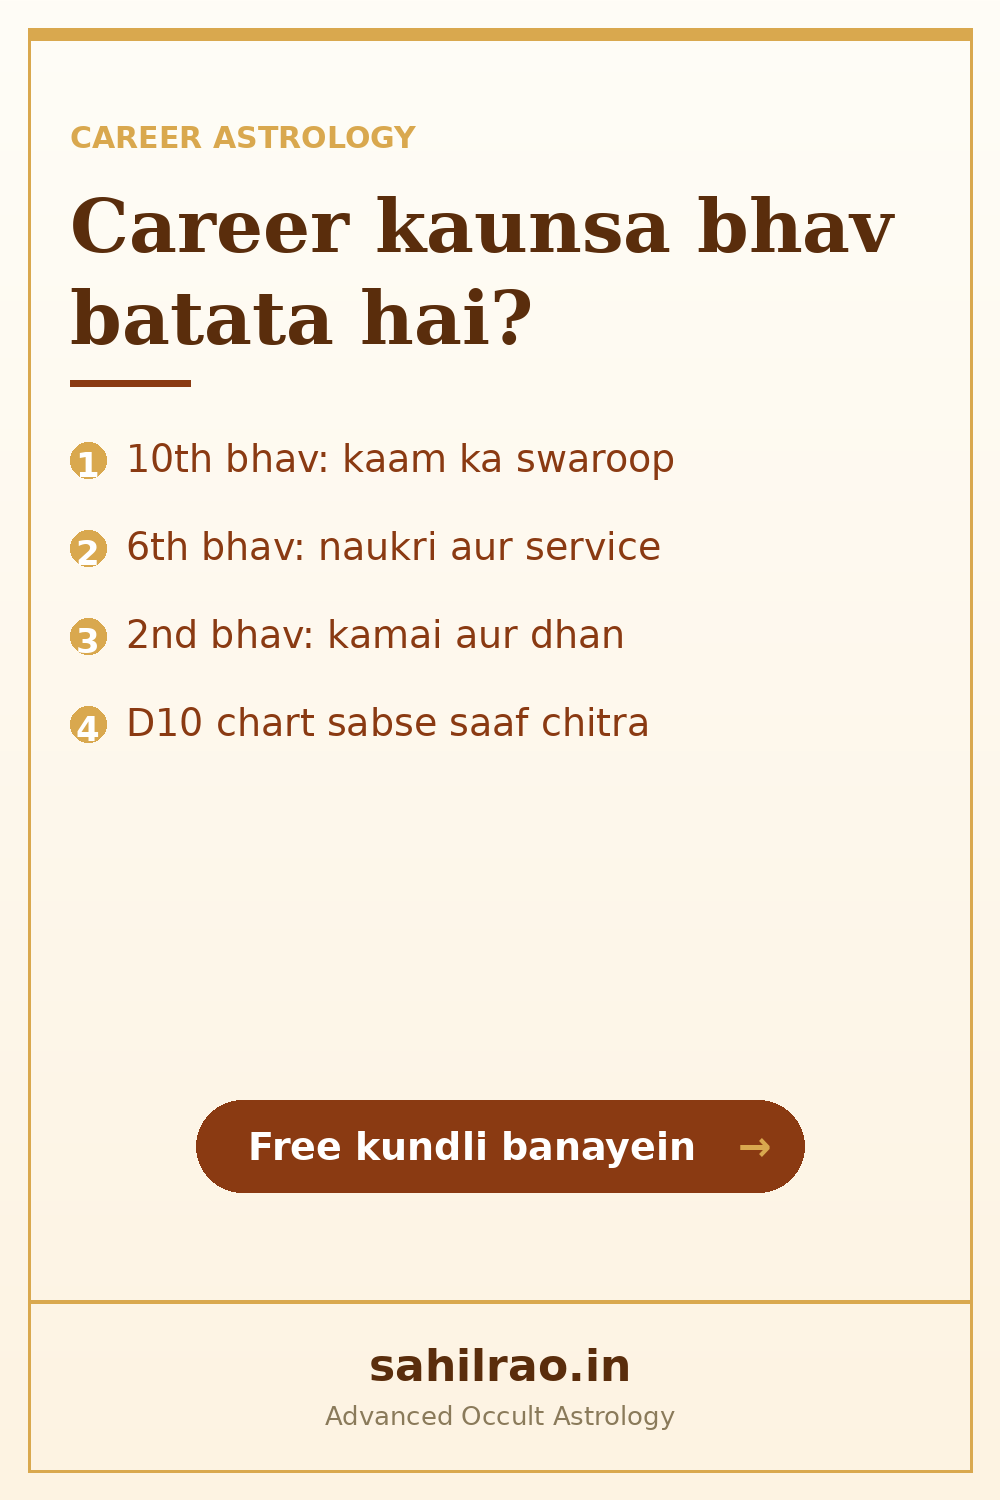 CAREER ASTROLOGY
Career kaunsa bhav
batata hai?
1 10th bhav: kaam ka swaroop
2 6th bhav: naukri aur service
3 2nd bhav: kamai aur dhan
4 D10 chart sabse saaf chitra
Free kundli banayein →
sahilrao.in
Advanced Occult Astrology